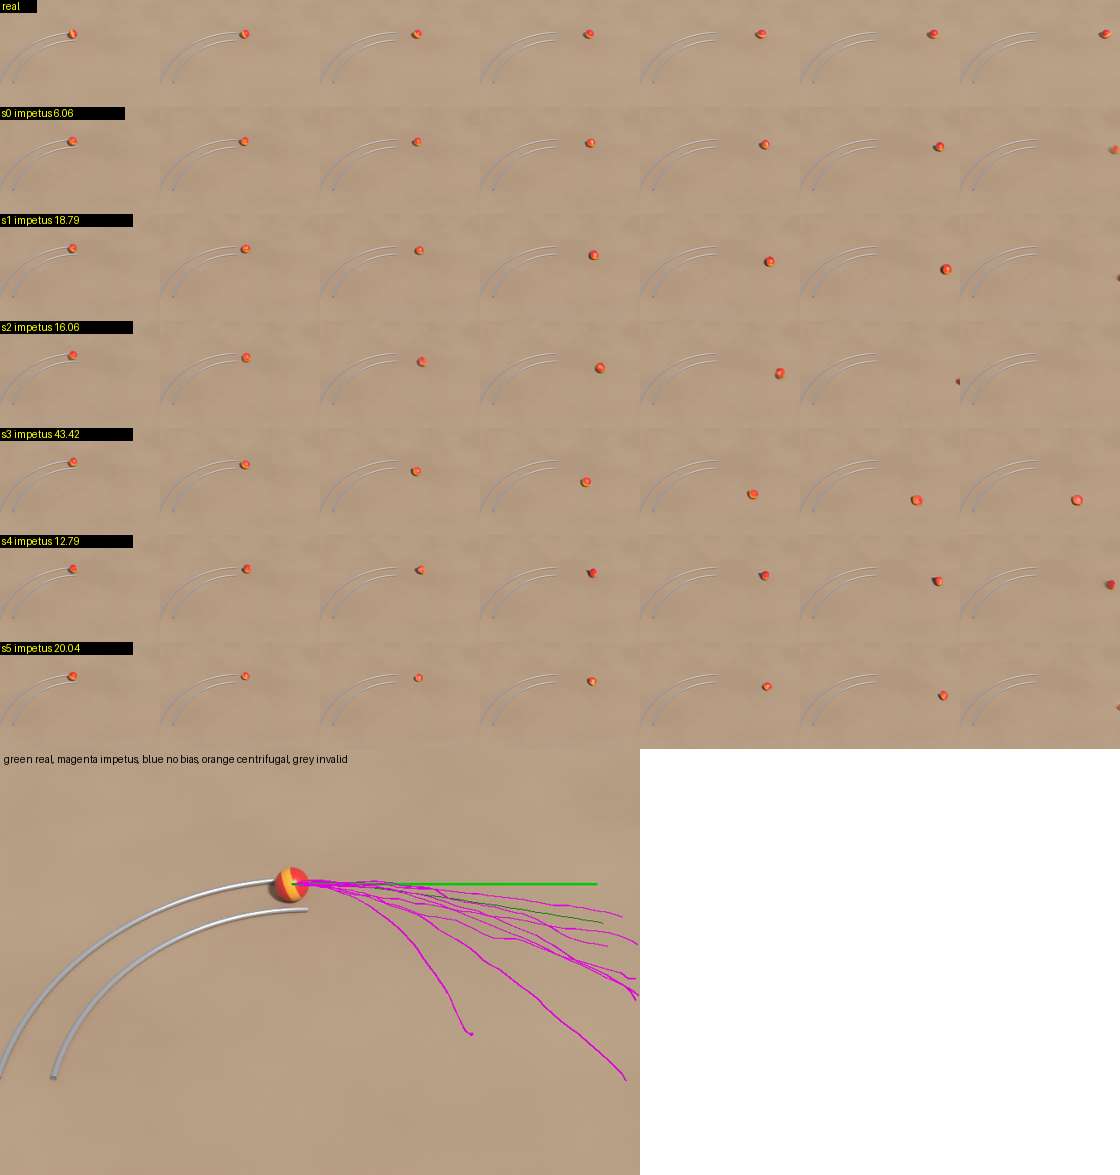 real
s0 impetus 6.06
s1 impetus 18.79
s2 impetus 16.06
s3 impetus 43.42
s4 impetus 12.79
s5 impetus 20.04
green real, magenta impetus, blue no bias, orange centrifugal, grey invalid